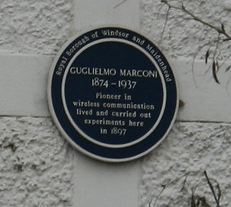 Royal Borough of Windsor and Maidenhead
GUGLIELMO MARCONI
1874-1937
Pioneer in
wireless communication
lived and carried out
experiments here
in 1897